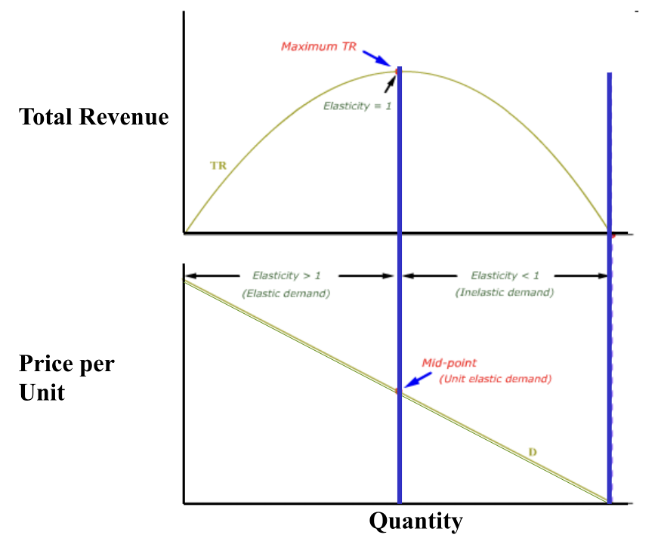 Maximum TR
Elasticity = 1
Total Revenue
TR
Elasticity > 1
(Elastic demand)
Elasticity < 1
(Inelastic demand)
Price per
Unit
Mid-point
(Unit elastic demand)
D
Quantity